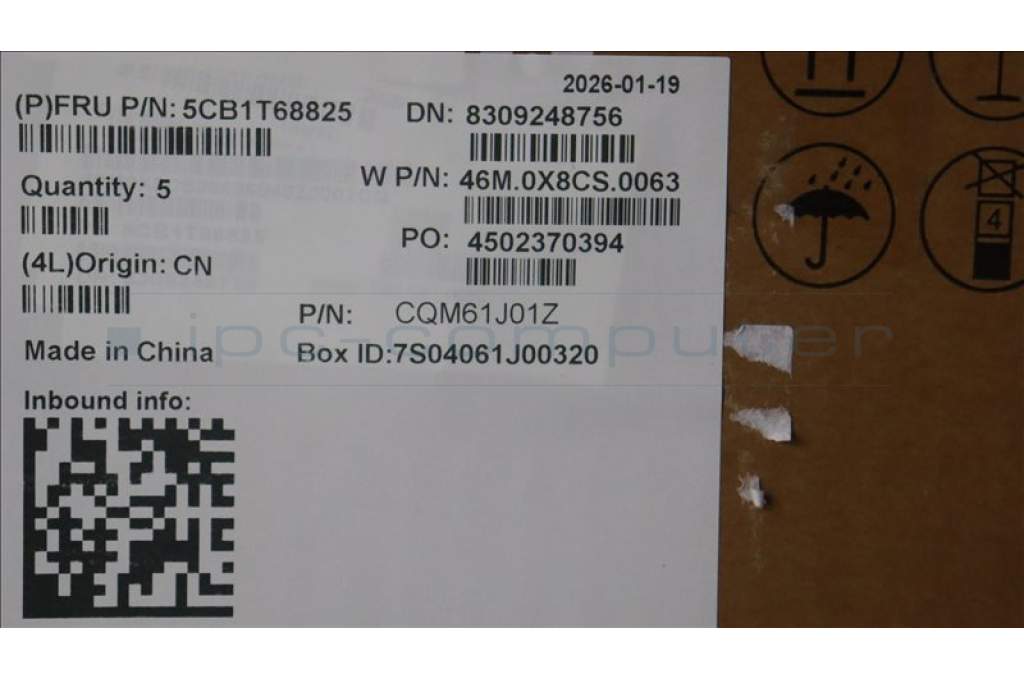 2026-01-19
(P)FRU P/N: 5CB1T68825
DN: 8309248756
W P/N: 46M.0X8CS.0063
Quantity: 5
PO: 4502370394
(4L)Origin: CN
P/N: CQM61J01Z
Made in China
Box ID:7S04061J00320
Inbound info:
ipc-computer
4